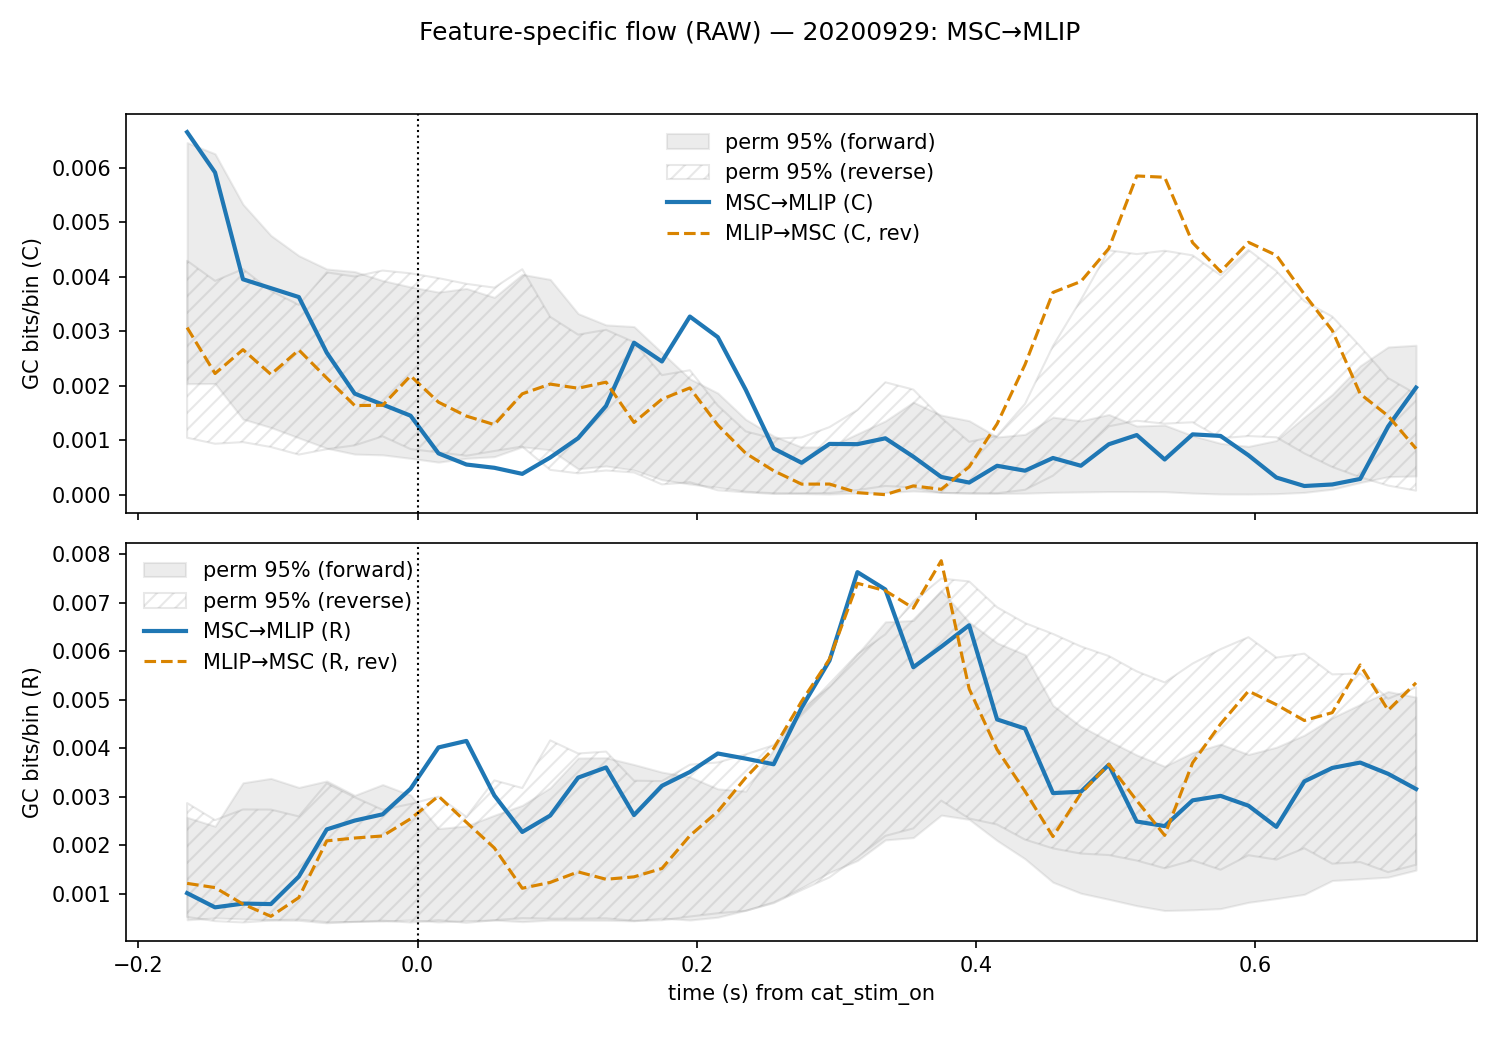 Feature-specific flow (RAW) — 20200929: MSC→MLIP
GC bits/bin (C)
0.006
0.005
0.004
0.003
0.002
0.001
0.000
perm 95% (forward)
perm 95% (reverse)
MSC→MLIP (C)
MLIP→MSC (C, rev)
GC bits/bin (R)
0.008
0.007
0.006
0.005
0.004
0.003
0.002
0.001
perm 95% (forward)
perm 95% (reverse)
MSC→MLIP (R)
MLIP→MSC (R, rev)
−0.2 0.0 0.2 0.4 0.6
time (s) from cat_stim_on